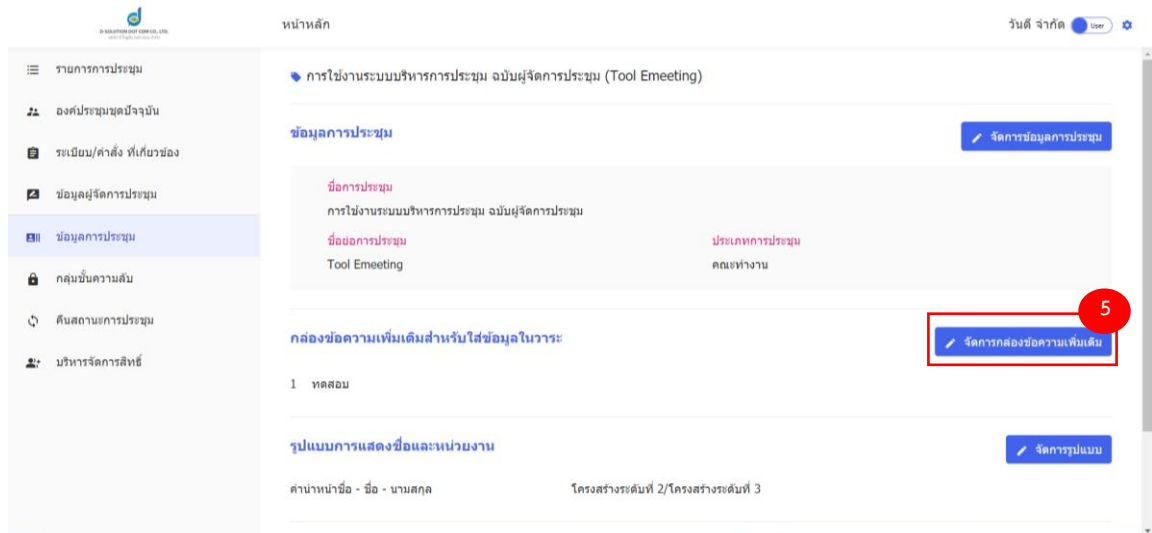 D-SOLUTION DOT COM CO., LTD.
หน้าหลัก
วันดี จำกัด
User
รายการการประชุม
องค์ประชุมชุดปัจจุบัน
ระเบียบ/คำสั่ง ที่เกี่ยวข้อง
ข้อมูลผู้จัดการประชุม
ข้อมูลการประชุม
กลุ่มชั้นความลับ
คืนสถานะการประชุม
บริหารจัดการสิทธิ์
การใช้งานระบบบริหารการประชุม ฉบับผู้จัดการประชุม (Tool Emeeting)
ข้อมูลการประชุม
จัดการข้อมูลการประชุม
ชื่อการประชุม
การใช้งานระบบบริหารการประชุม ฉบับผู้จัดการประชุม
ชื่อย่อการประชุม
ประเภทการประชุม
Tool Emeeting
คณะทำงาน
5
กล่องข้อความเพิ่มเติมสำหรับใส่ข้อมูลในวาระ
จัดการกล่องข้อความเพิ่มเติม
1 ทดสอบ
รูปแบบการแสดงชื่อและหน่วยงาน
จัดการรูปแบบ
คำนำหน้าชื่อ - ชื่อ - นามสกุล
โครงสร้างระดับที่ 2/โครงสร้างระดับที่ 3